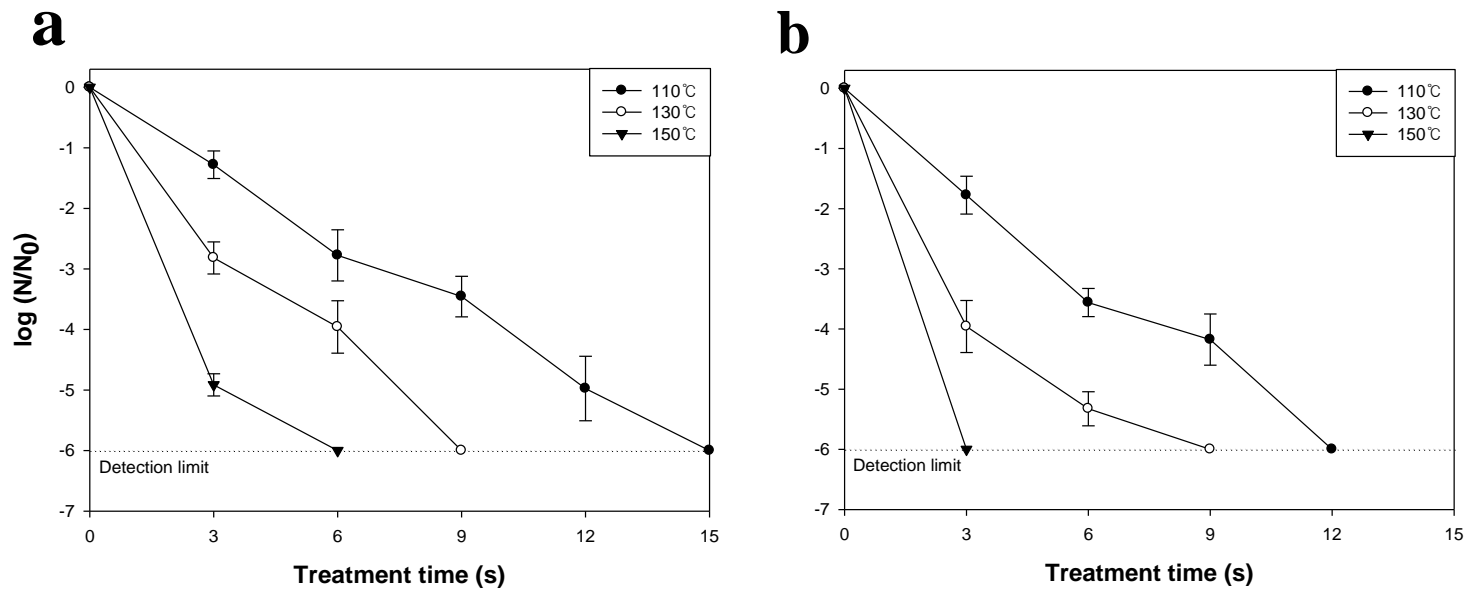 a
0
-1
-2
-3
-4
-5
-6
-7
log (N/N0)
110℃
130℃
150℃
Detection limit
0 3 6 9 12 15
Treatment time (s)
b
0
-1
-2
-3
-4
-5
-6
-7
110℃
130℃
150℃
Detection limit
0 3 6 9 12 15
Treatment time (s)